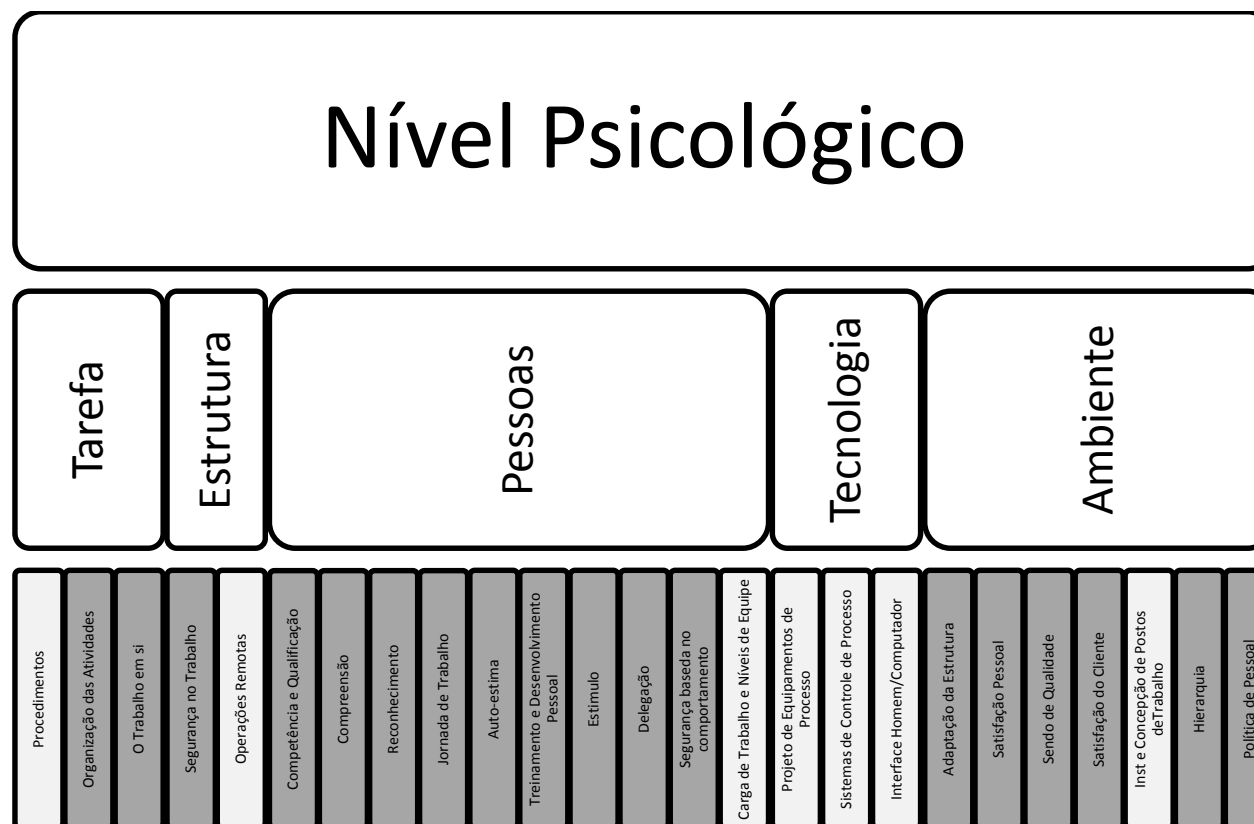 Nível Psicológico
Tarefa
Estrutura
Pessoas
Tecnologia
Ambiente
Procedimentos
Organização das Atividades
O Trabalho em si
Segurança no Trabalho
Operações Remotas
Competência e Qualificação
Compreensão
Reconhecimento
Jornada de Trabalho
Auto-estima
Treinamento e Desenvolvimento
Pessoal
Estimulo
Delegação
Segurança baseda no
comportamento
Carga de Trabalho e Níveis de Equipe
Projeto de Equipamentos de
Processo
Sistemas de Controle de Processo
Interface Homem/Computador
Adaptação da Estrutura
Satisfação Pessoal
Sendo de Qualidade
Satisfação do Cliente
Inst e Concepção de Postos
deTrabalho
Hierarquia
Política de Pessoal